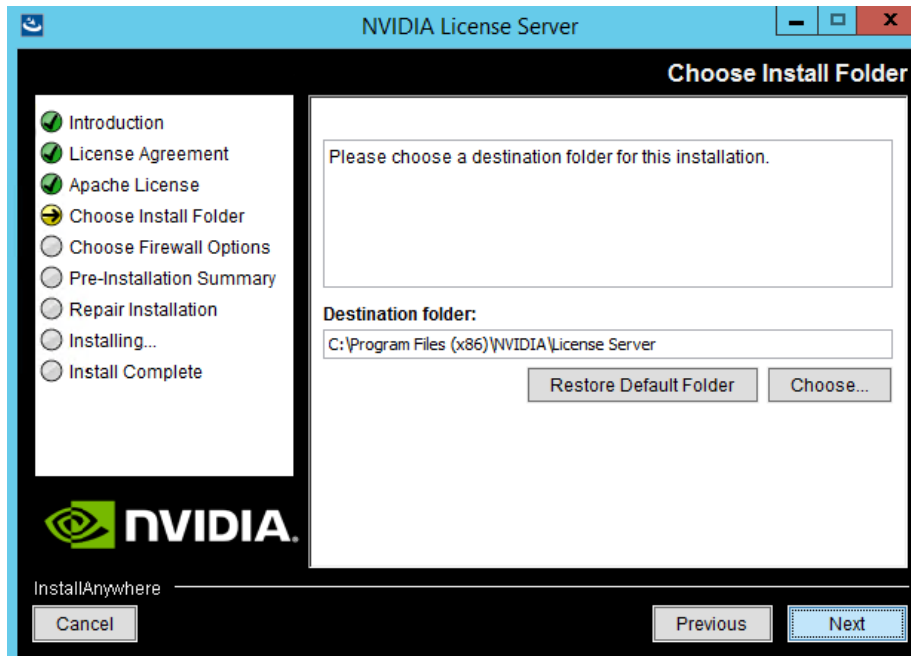 NVIDIA License Server
Choose Install Folder
Introduction
License Agreement
Apache License
Choose Install Folder
Choose Firewall Options
Pre-Installation Summary
Repair Installation
Installing...
Install Complete
Please choose a destination folder for this installation.
Destination folder:
C:\Program Files (x86)\NVIDIA\License Server
Restore Default Folder
Choose...
NVIDIA.
InstallAnywhere
Cancel
Previous
Next